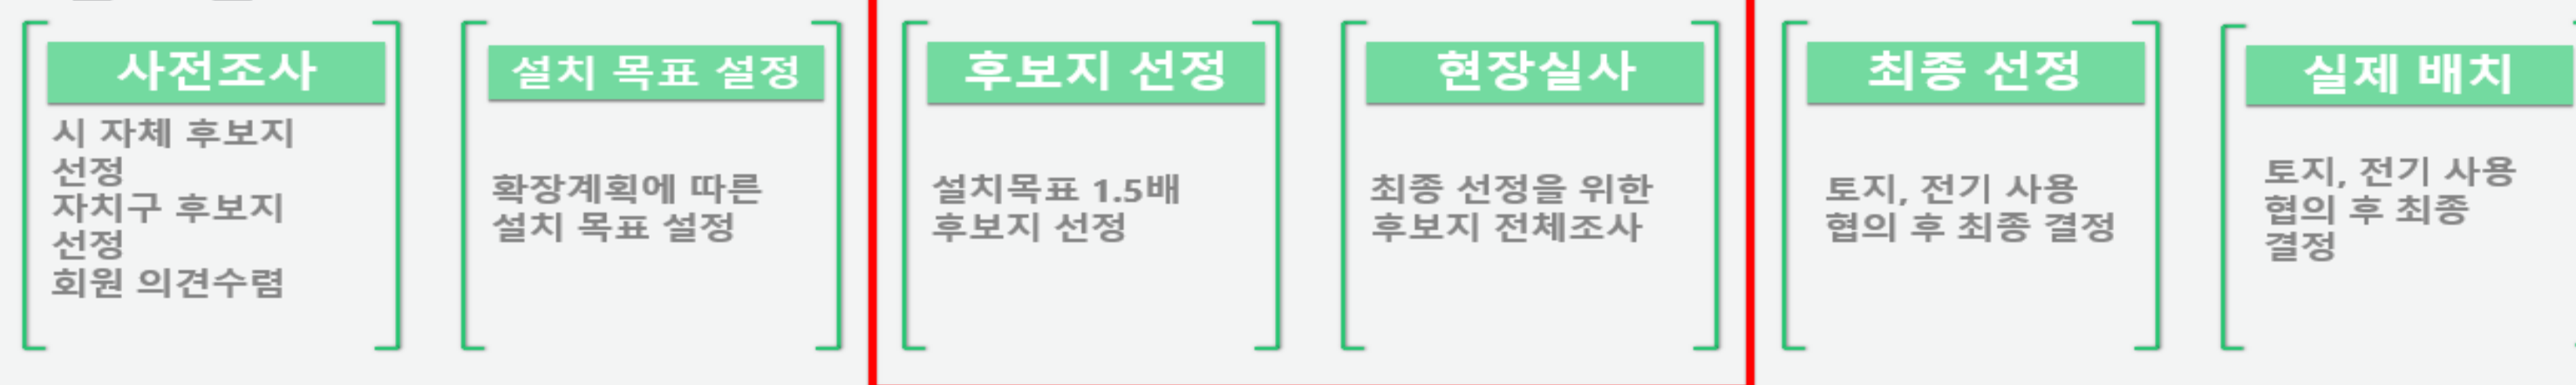 사전조사
시 자체 후보지
선정
자치구 후보지
선정
회원 의견수렴
설치 목표 설정
확장계획에 따른
설치 목표 설정
후보지 선정
설치목표 1.5배
후보지 선정
현장실사
최종 선정을 위한
후보지 전체조사
최종 선정
토지, 전기 사용
협의 후 최종 결정
실제 배치
토지, 전기 사용
협의 후 최종
결정